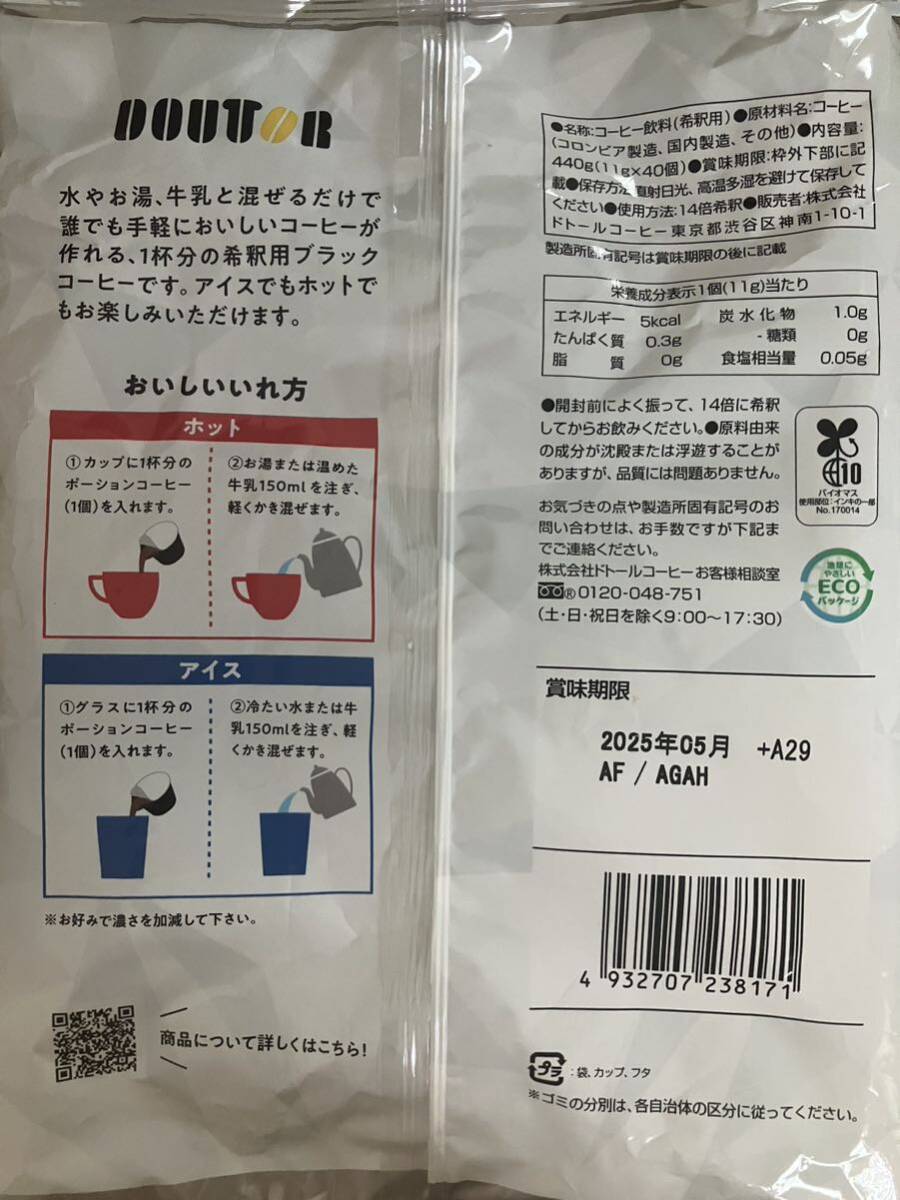 DOUTOR
水やお湯、牛乳と混ぜるだけで
誰でも手軽においしいコーヒーが
作れる、1杯分の希釈用ブラック
コーヒーです。アイスでもホットで
もお楽しみいただけます。
おいしいいれ方
ホット
①カップに1杯分の
ポーションコーヒー
(1個)を入れます。
②お湯または温めた
牛乳150mlを注ぎ、
軽くかき混ぜます。
アイス
①グラスに1杯分の
ポーションコーヒー
(1個)を入れます。
②冷たい水または牛
乳150mlを注ぎ、軽
くかき混ぜます。
※お好みで濃さを加減して下さい。
商品について詳しくはこちら!
●名称:コーヒー飲料(希釈用)●原材料名:コーヒー
(コロンビア製造、国内製造、その他)●内容量:
440g(11g×40個)●賞味期限:枠外下部に記
載●保存方法:直射日光、高温多湿を避けて保存して
ください●使用方法:14倍希釈●販売者:株式会社
ドトールコーヒー東京都渋谷区神南1-10-1
製造所固有記号は賞味期限の後に記載
栄養成分表示1個(11g)当たり
エネルギー 5kcal 炭水化物 1.0g
たんぱく質 0.3g -糖類 0g
脂質 0g 食塩相当量 0.05g
●開封前によく振って、14倍に希釈
してからお飲みください。●原料由来
の成分が沈殿または浮遊することが
ありますが、品質には問題ありません。
10
バイオマス
使用部位:インキの一部
No.170014
お気づきの点や製造所固有記号のお
問い合わせは、お手数ですが下記ま
でご連絡ください。
株式会社ドトールコーヒーお客様相談室
®0120-048-751
(土・日・祝日を除く9:00〜17:30)
地球に
やさしい
ECO
パッケージ
賞味期限
2025年05月 +A29
AF / AGAH
4 932707 238171
プラ :袋、カップ、フタ
※ゴミの分別は、各自治体の区分に従ってください。